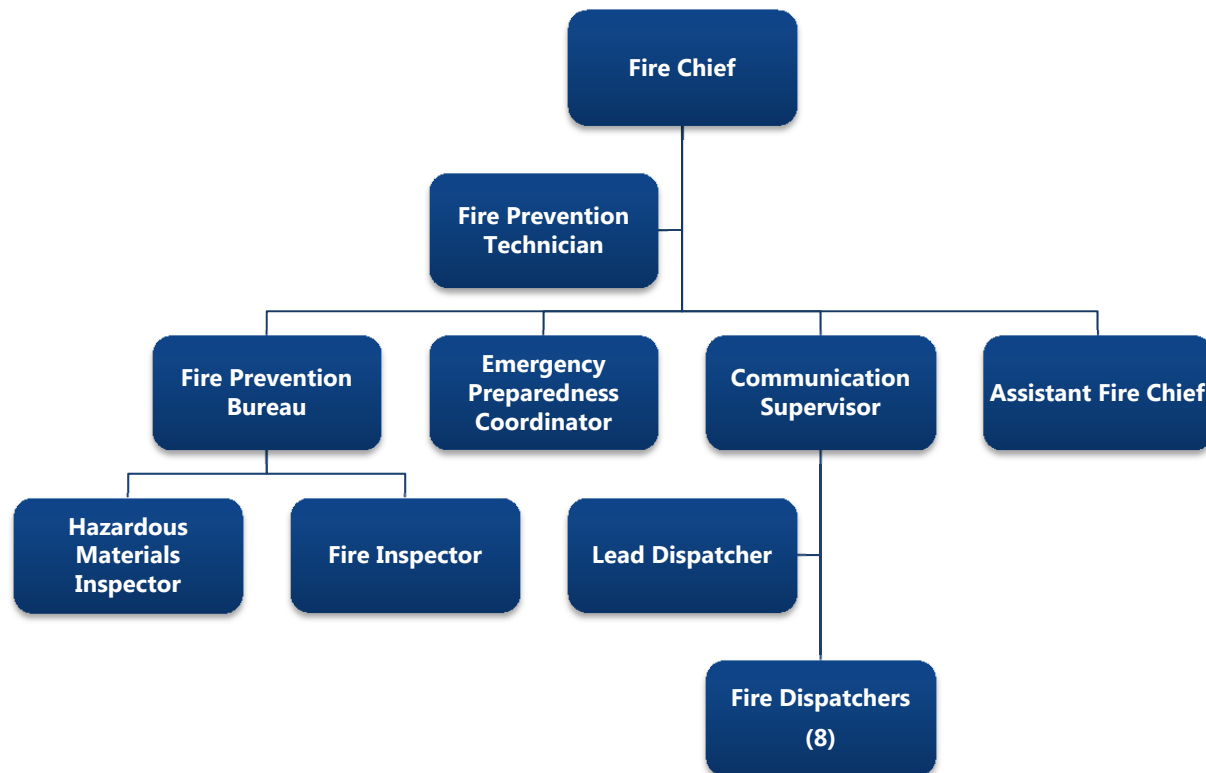 Fire Chief
Fire Prevention
Technician
Fire Prevention
Bureau
Emergency
Preparedness
Coordinator
Communication
Supervisor
Assistant Fire Chief
Hazardous
Materials
Inspector
Fire Inspector
Lead Dispatcher
Fire Dispatchers
(8)